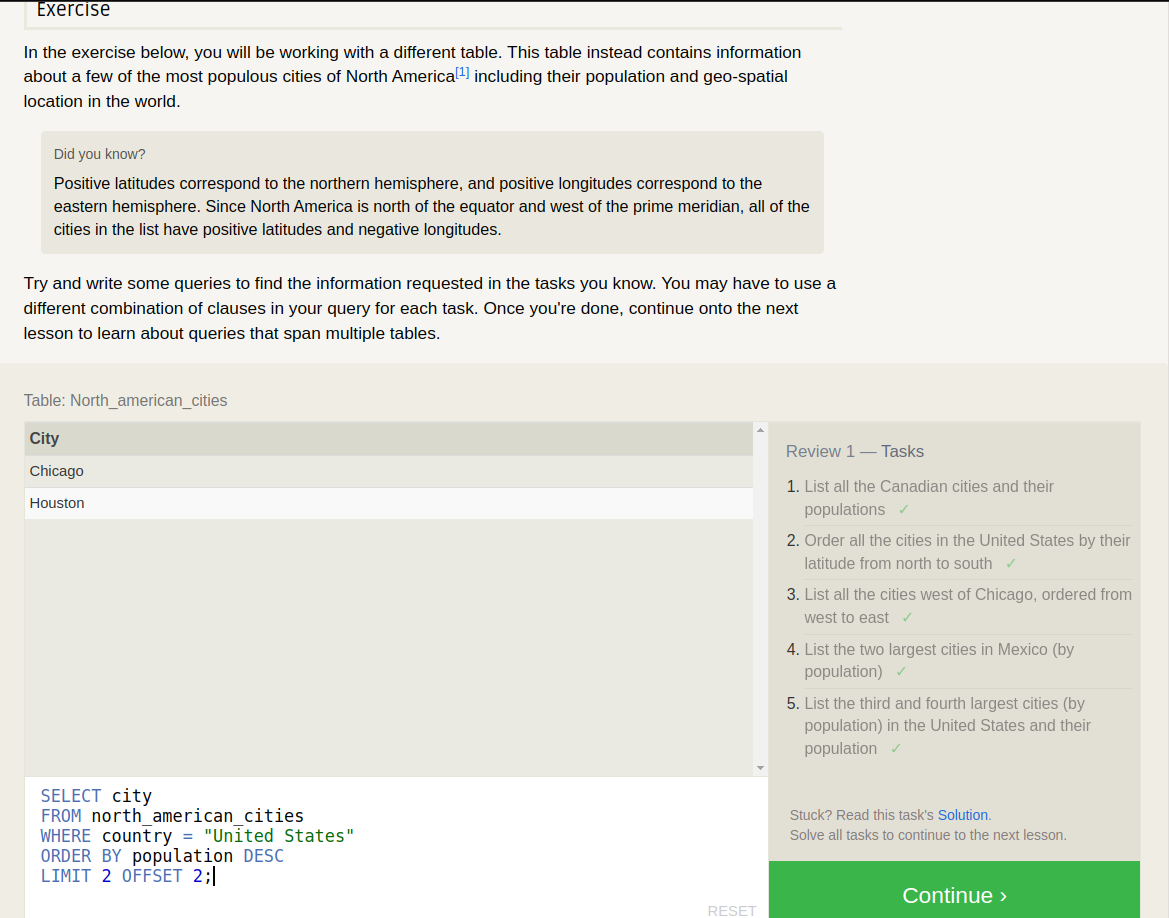 Exercise
In the exercise below, you will be working with a different table. This table instead contains information
about a few of the most populous cities of North America[1] including their population and geo-spatial
location in the world.
Did you know?
Positive latitudes correspond to the northern hemisphere, and positive longitudes correspond to the
eastern hemisphere. Since North America is north of the equator and west of the prime meridian, all of the
cities in the list have positive latitudes and negative longitudes.
Try and write some queries to find the information requested in the tasks you know. You may have to use a
different combination of clauses in your query for each task. Once you're done, continue onto the next
lesson to learn about queries that span multiple tables.
Table: North_american_cities
City
Chicago
Houston
SELECT city
FROM north_american_cities
WHERE country = "United States"
ORDER BY population DESC
LIMIT 2 OFFSET 2;
RESET
Review 1 — Tasks
1. List all the Canadian cities and their
populations ✓
2. Order all the cities in the United States by their
latitude from north to south ✓
3. List all the cities west of Chicago, ordered from
west to east ✓
4. List the two largest cities in Mexico (by
population) ✓
5. List the third and fourth largest cities (by
population) in the United States and their
population ✓
Stuck? Read this task's Solution.
Solve all tasks to continue to the next lesson.
Continue ›